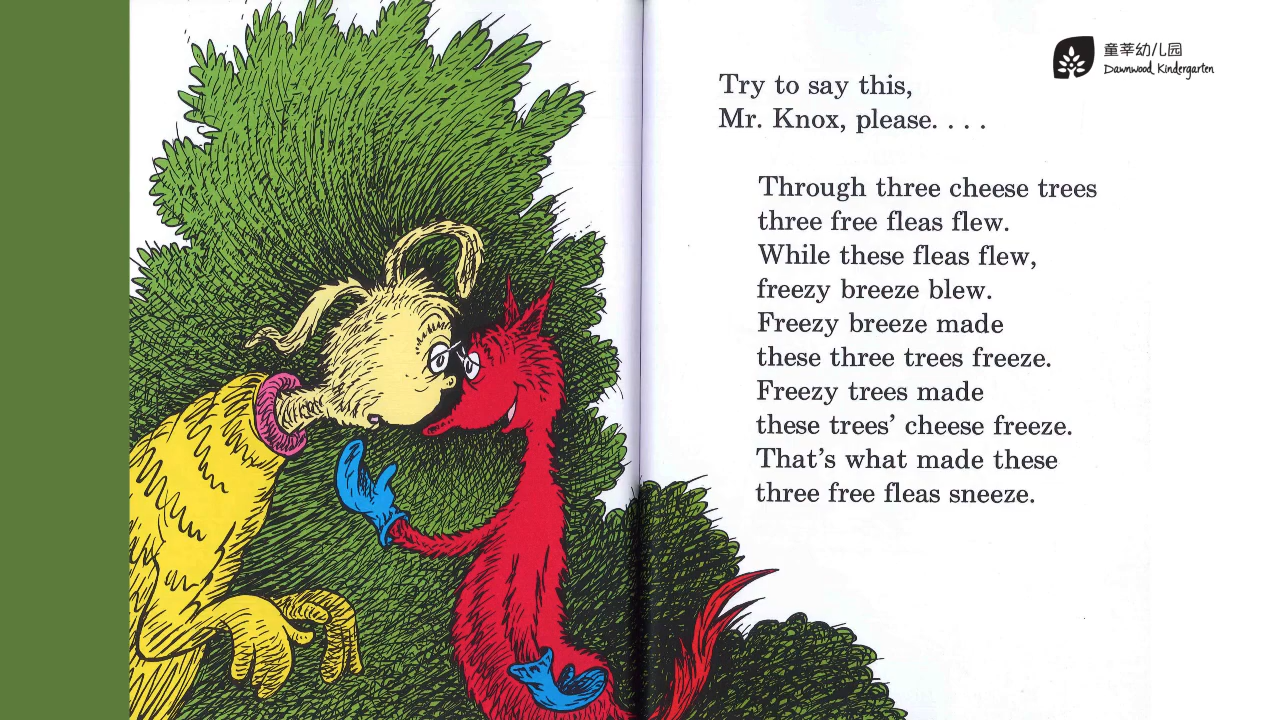 童莘幼儿园
Dawnwood Kindergarten
Try to say this,
Mr. Knox, please. . . .
Through three cheese trees
three free fleas flew.
While these fleas flew,
freezy breeze blew.
Freezy breeze made
these three trees freeze.
Freezy trees made
these trees’ cheese freeze.
That’s what made these
three free fleas sneeze.